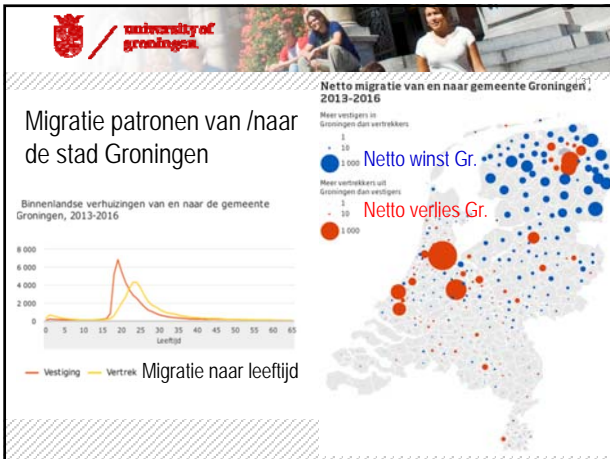 university of
groningen
31
Migratie patronen van /naar
de stad Groningen
Binnenlandse verhuizingen van en naar de gemeente
Groningen, 2013-2016
8 000
6 000
4 000
2 000
0
0 5 10 15 20 25 30 35 40 45 50 55 60 65
Leeftijd
Vestiging Vertrek Migratie naar leeftijd
Netto migratie van en naar gemeente Groningen,
2013-2016
Meer vestigers in
Groningen dan vertrekkers
1
10
1 000
Netto winst Gr.
Meer vertrekkers uit
Groningen dan vestigers
1
10
1 000
Netto verlies Gr.